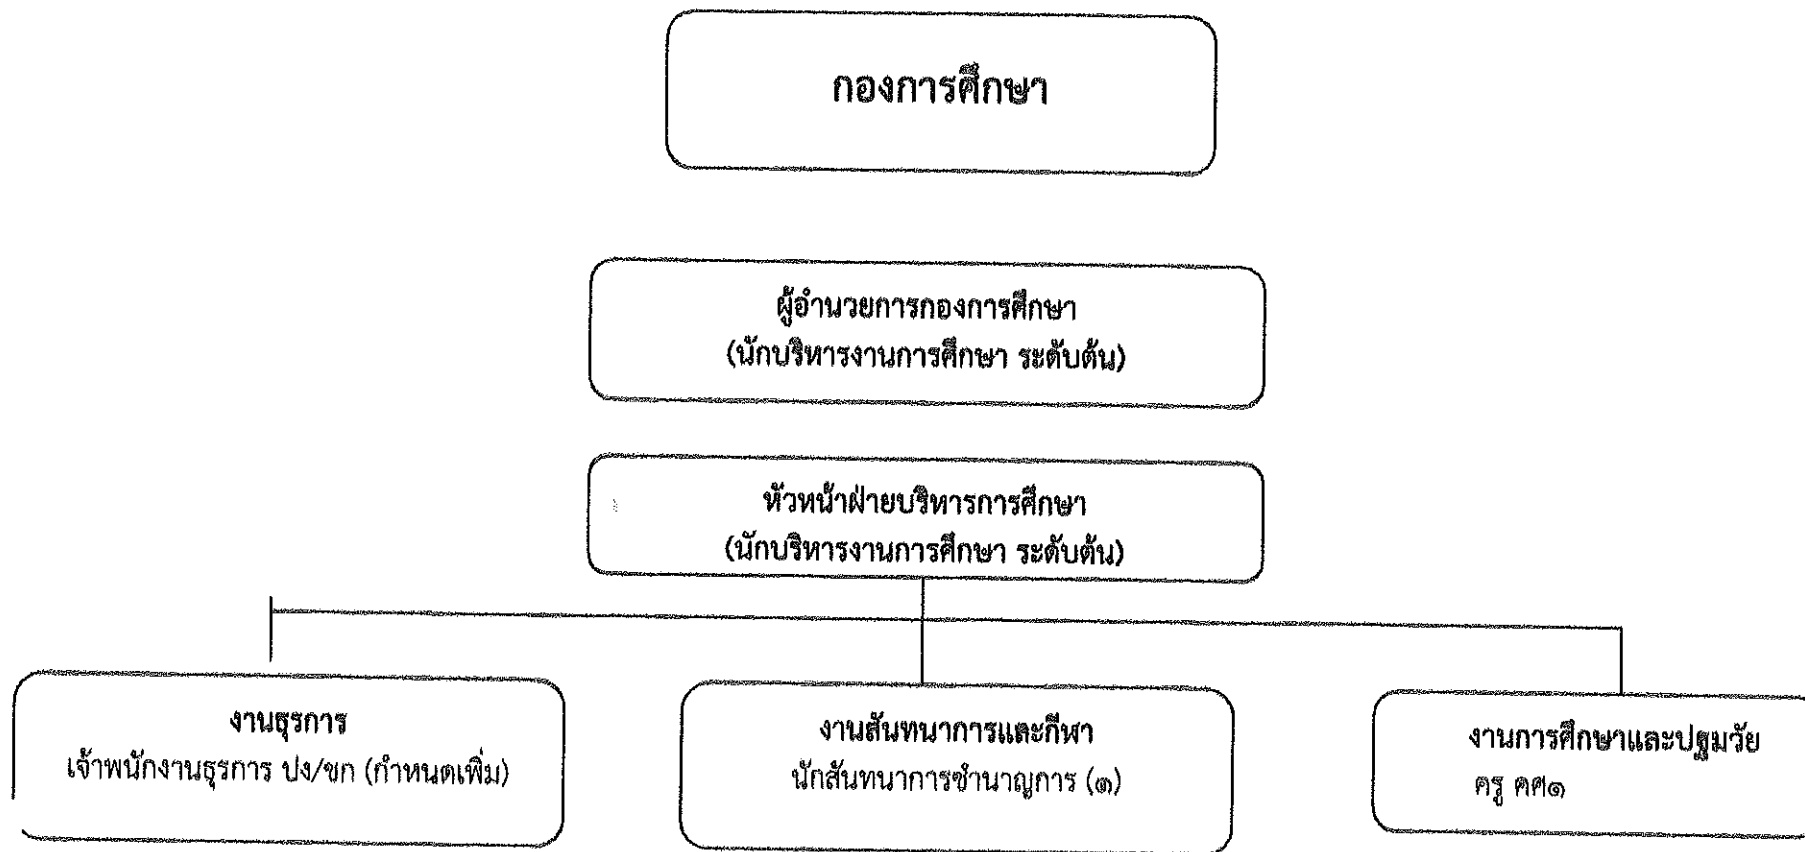 กองการศึกษา
ผู้อำนวยการกองการศึกษา
(นักบริหารงานการศึกษา ระดับต้น)
หัวหน้าฝ่ายบริหารการศึกษา
(นักบริหารงานการศึกษา ระดับต้น)
งานธุรการ
เจ้าพนักงานธุรการ ปง/ขก (กำหนดเพิ่ม)
งานสันทนาการและกีฬา
นักสันทนาการชำนาญการ (๑)
งานการศึกษาและปฐมวัย
ครู คศ๑